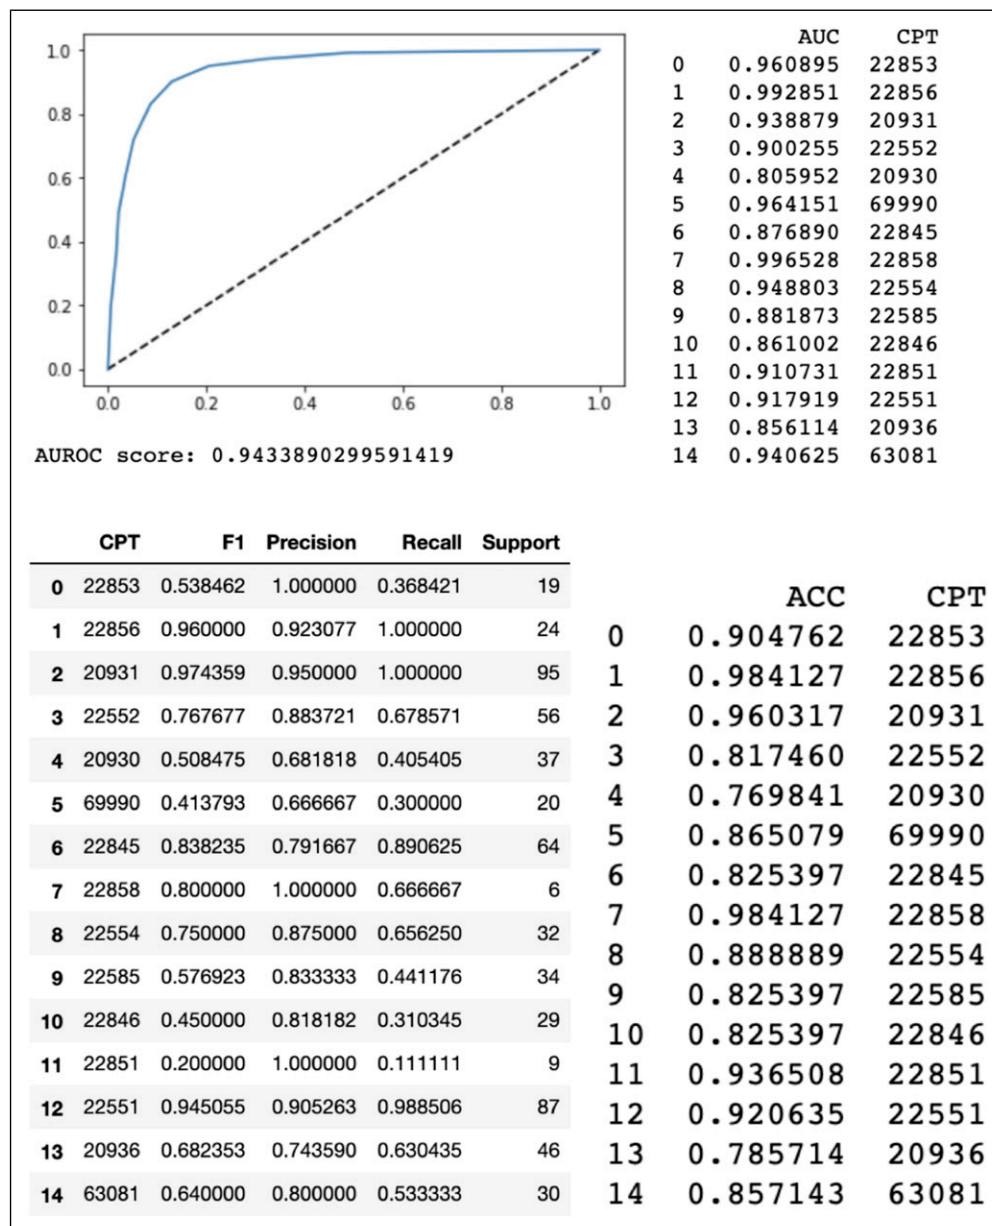 1.0
0.8
0.6
0.4
0.2
0.0
0.0 0.2 0.4 0.6 0.8 1.0
AUROC score: 0.9433890299591419
AUC CPT
0 0.960895 22853
1 0.992851 22856
2 0.938879 20931
3 0.900255 22552
4 0.805952 20930
5 0.964151 69990
6 0.876890 22845
7 0.996528 22858
8 0.948803 22554
9 0.881873 22585
10 0.861002 22846
11 0.910731 22851
12 0.917919 22551
13 0.856114 20936
14 0.940625 63081
CPT F1 Precision Recall Support
0 22853 0.538462 1.000000 0.368421 19
1 22856 0.960000 0.923077 1.000000 24
2 20931 0.974359 0.950000 1.000000 95
3 22552 0.767677 0.883721 0.678571 56
4 20930 0.508475 0.681818 0.405405 37
5 69990 0.413793 0.666667 0.300000 20
6 22845 0.838235 0.791667 0.890625 64
7 22858 0.800000 1.000000 0.666667 6
8 22554 0.750000 0.875000 0.656250 32
9 22585 0.576923 0.833333 0.441176 34
10 22846 0.450000 0.818182 0.310345 29
11 22851 0.200000 1.000000 0.111111 9
12 22551 0.945055 0.905263 0.988506 87
13 20936 0.682353 0.743590 0.630435 46
14 63081 0.640000 0.800000 0.533333 30
ACC CPT
0 0.904762 22853
1 0.984127 22856
2 0.960317 20931
3 0.817460 22552
4 0.769841 20930
5 0.865079 69990
6 0.825397 22845
7 0.984127 22858
8 0.888889 22554
9 0.825397 22585
10 0.825397 22846
11 0.936508 22851
12 0.920635 22551
13 0.785714 20936
14 0.857143 63081